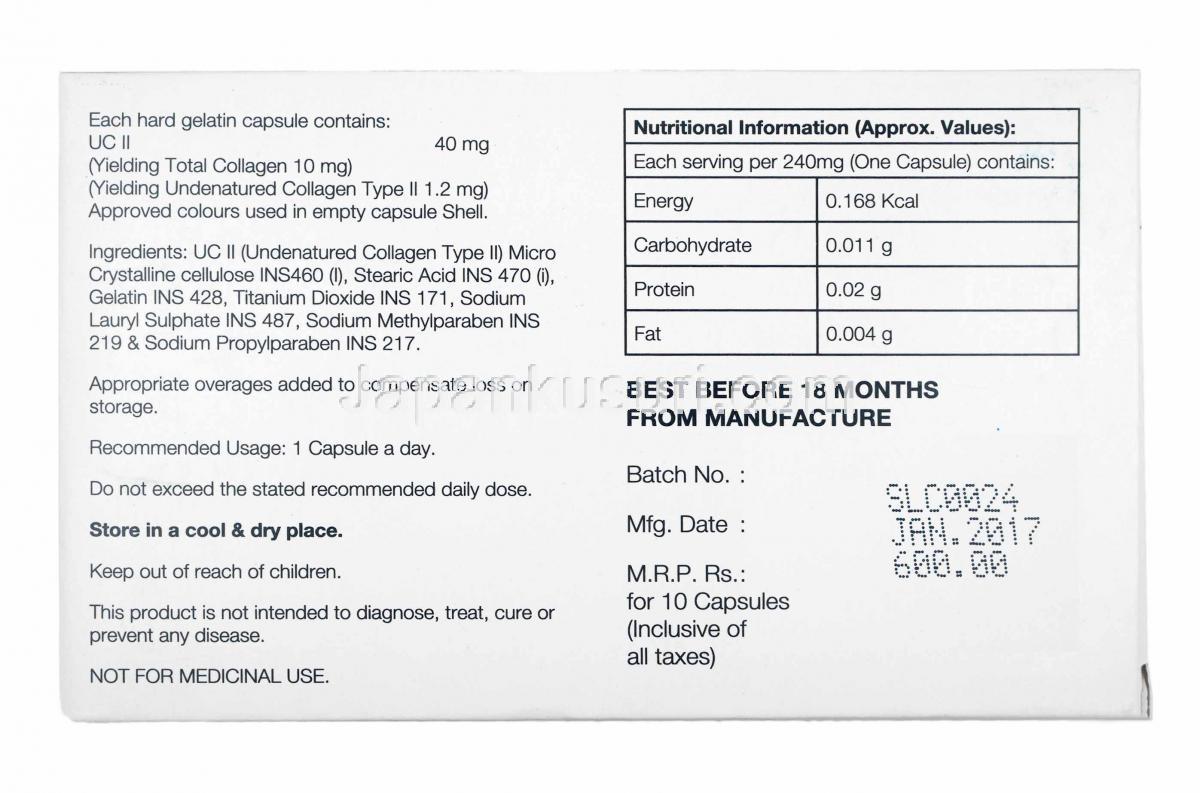 Each hard gelatin capsule contains:
UC II 40 mg
(Yielding Total Collagen 10 mg)
(Yielding Undenatured Collagen Type II 1.2 mg)
Approved colours used in empty capsule Shell.
Ingredients: UC II (Undenatured Collagen Type II) Micro
Crystalline cellulose INS460 (I), Stearic Acid INS 470 (i),
Gelatin INS 428, Titanium Dioxide INS 171, Sodium
Lauryl Sulphate INS 487, Sodium Methylparaben INS
219 & Sodium Propylparaben INS 217.
Appropriate overages added to compensate loss on
storage.
Recommended Usage: 1 Capsule a day.
Do not exceed the stated recommended daily dose.
Store in a cool & dry place.
Keep out of reach of children.
This product is not intended to diagnose, treat, cure or
prevent any disease.
NOT FOR MEDICINAL USE.
Nutritional Information (Approx. Values):
Each serving per 240mg (One Capsule) contains:
Energy 0.168 Kcal
Carbohydrate 0.011 g
Protein 0.02 g
Fat 0.004 g
BEST BEFORE 18 MONTHS
FROM MANUFACTURE
Batch No. : SLC0024
Mfg. Date : JAN.2017
M.R.P. Rs.: 600.00
for 10 Capsules
(Inclusive of
all taxes)
Japankusuri.com